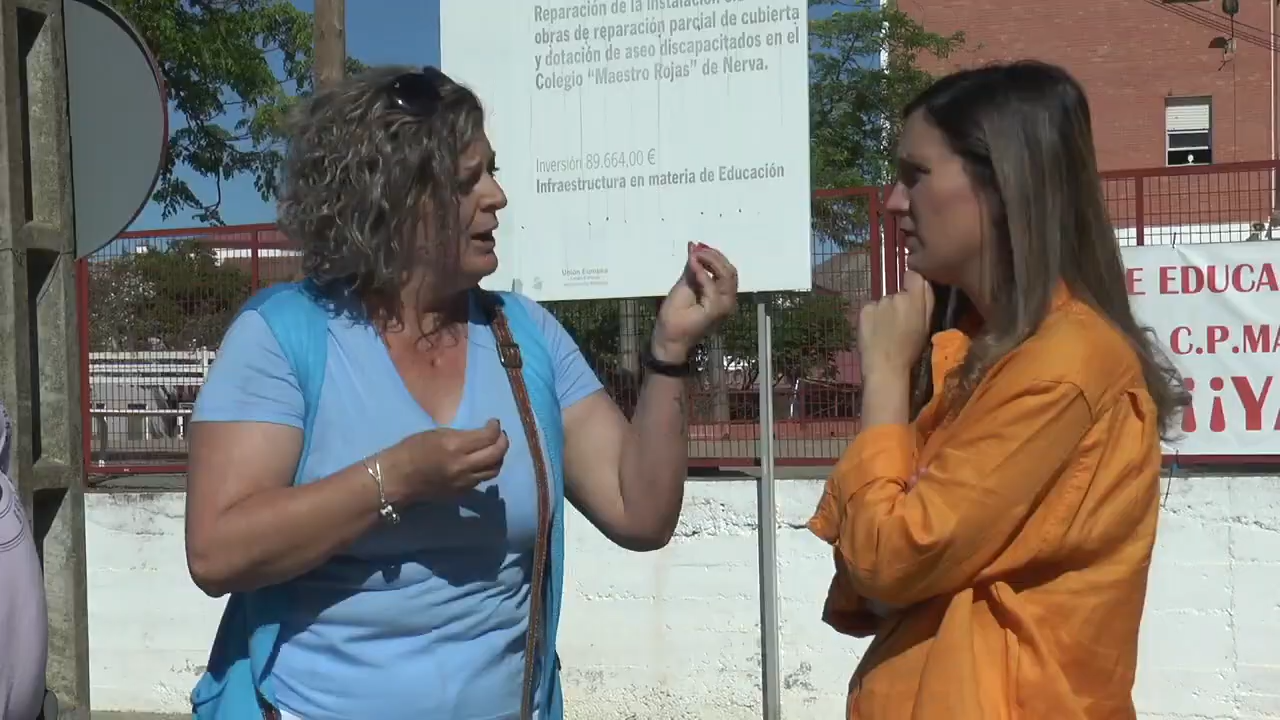 Reparación de la instalación
obras de reparación parcial de cubierta
y dotación de aseo discapacitados en el
Colegio "Maestro Rojas" de Nerva.
Inversión 89.664,00 €
Infraestructura en materia de Educación
Unión Europea
E EDUCA
C.P.MA
¡¡YA